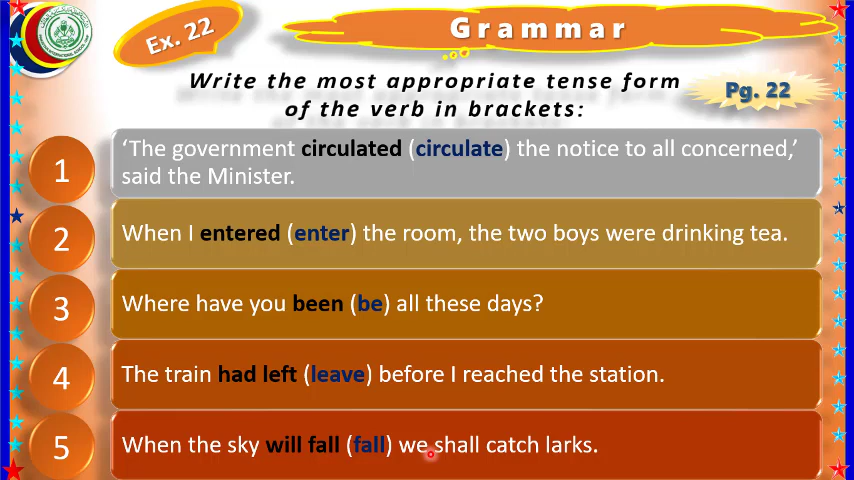 Ex. 22
Grammar
Write the most appropriate tense form
of the verb in brackets:
Pg. 22
1
‘The government circulated (circulate) the notice to all concerned,’
said the Minister.
2
When I entered (enter) the room, the two boys were drinking tea.
3
Where have you been (be) all these days?
4
The train had left (leave) before I reached the station.
5
When the sky will fall (fall) we shall catch larks.